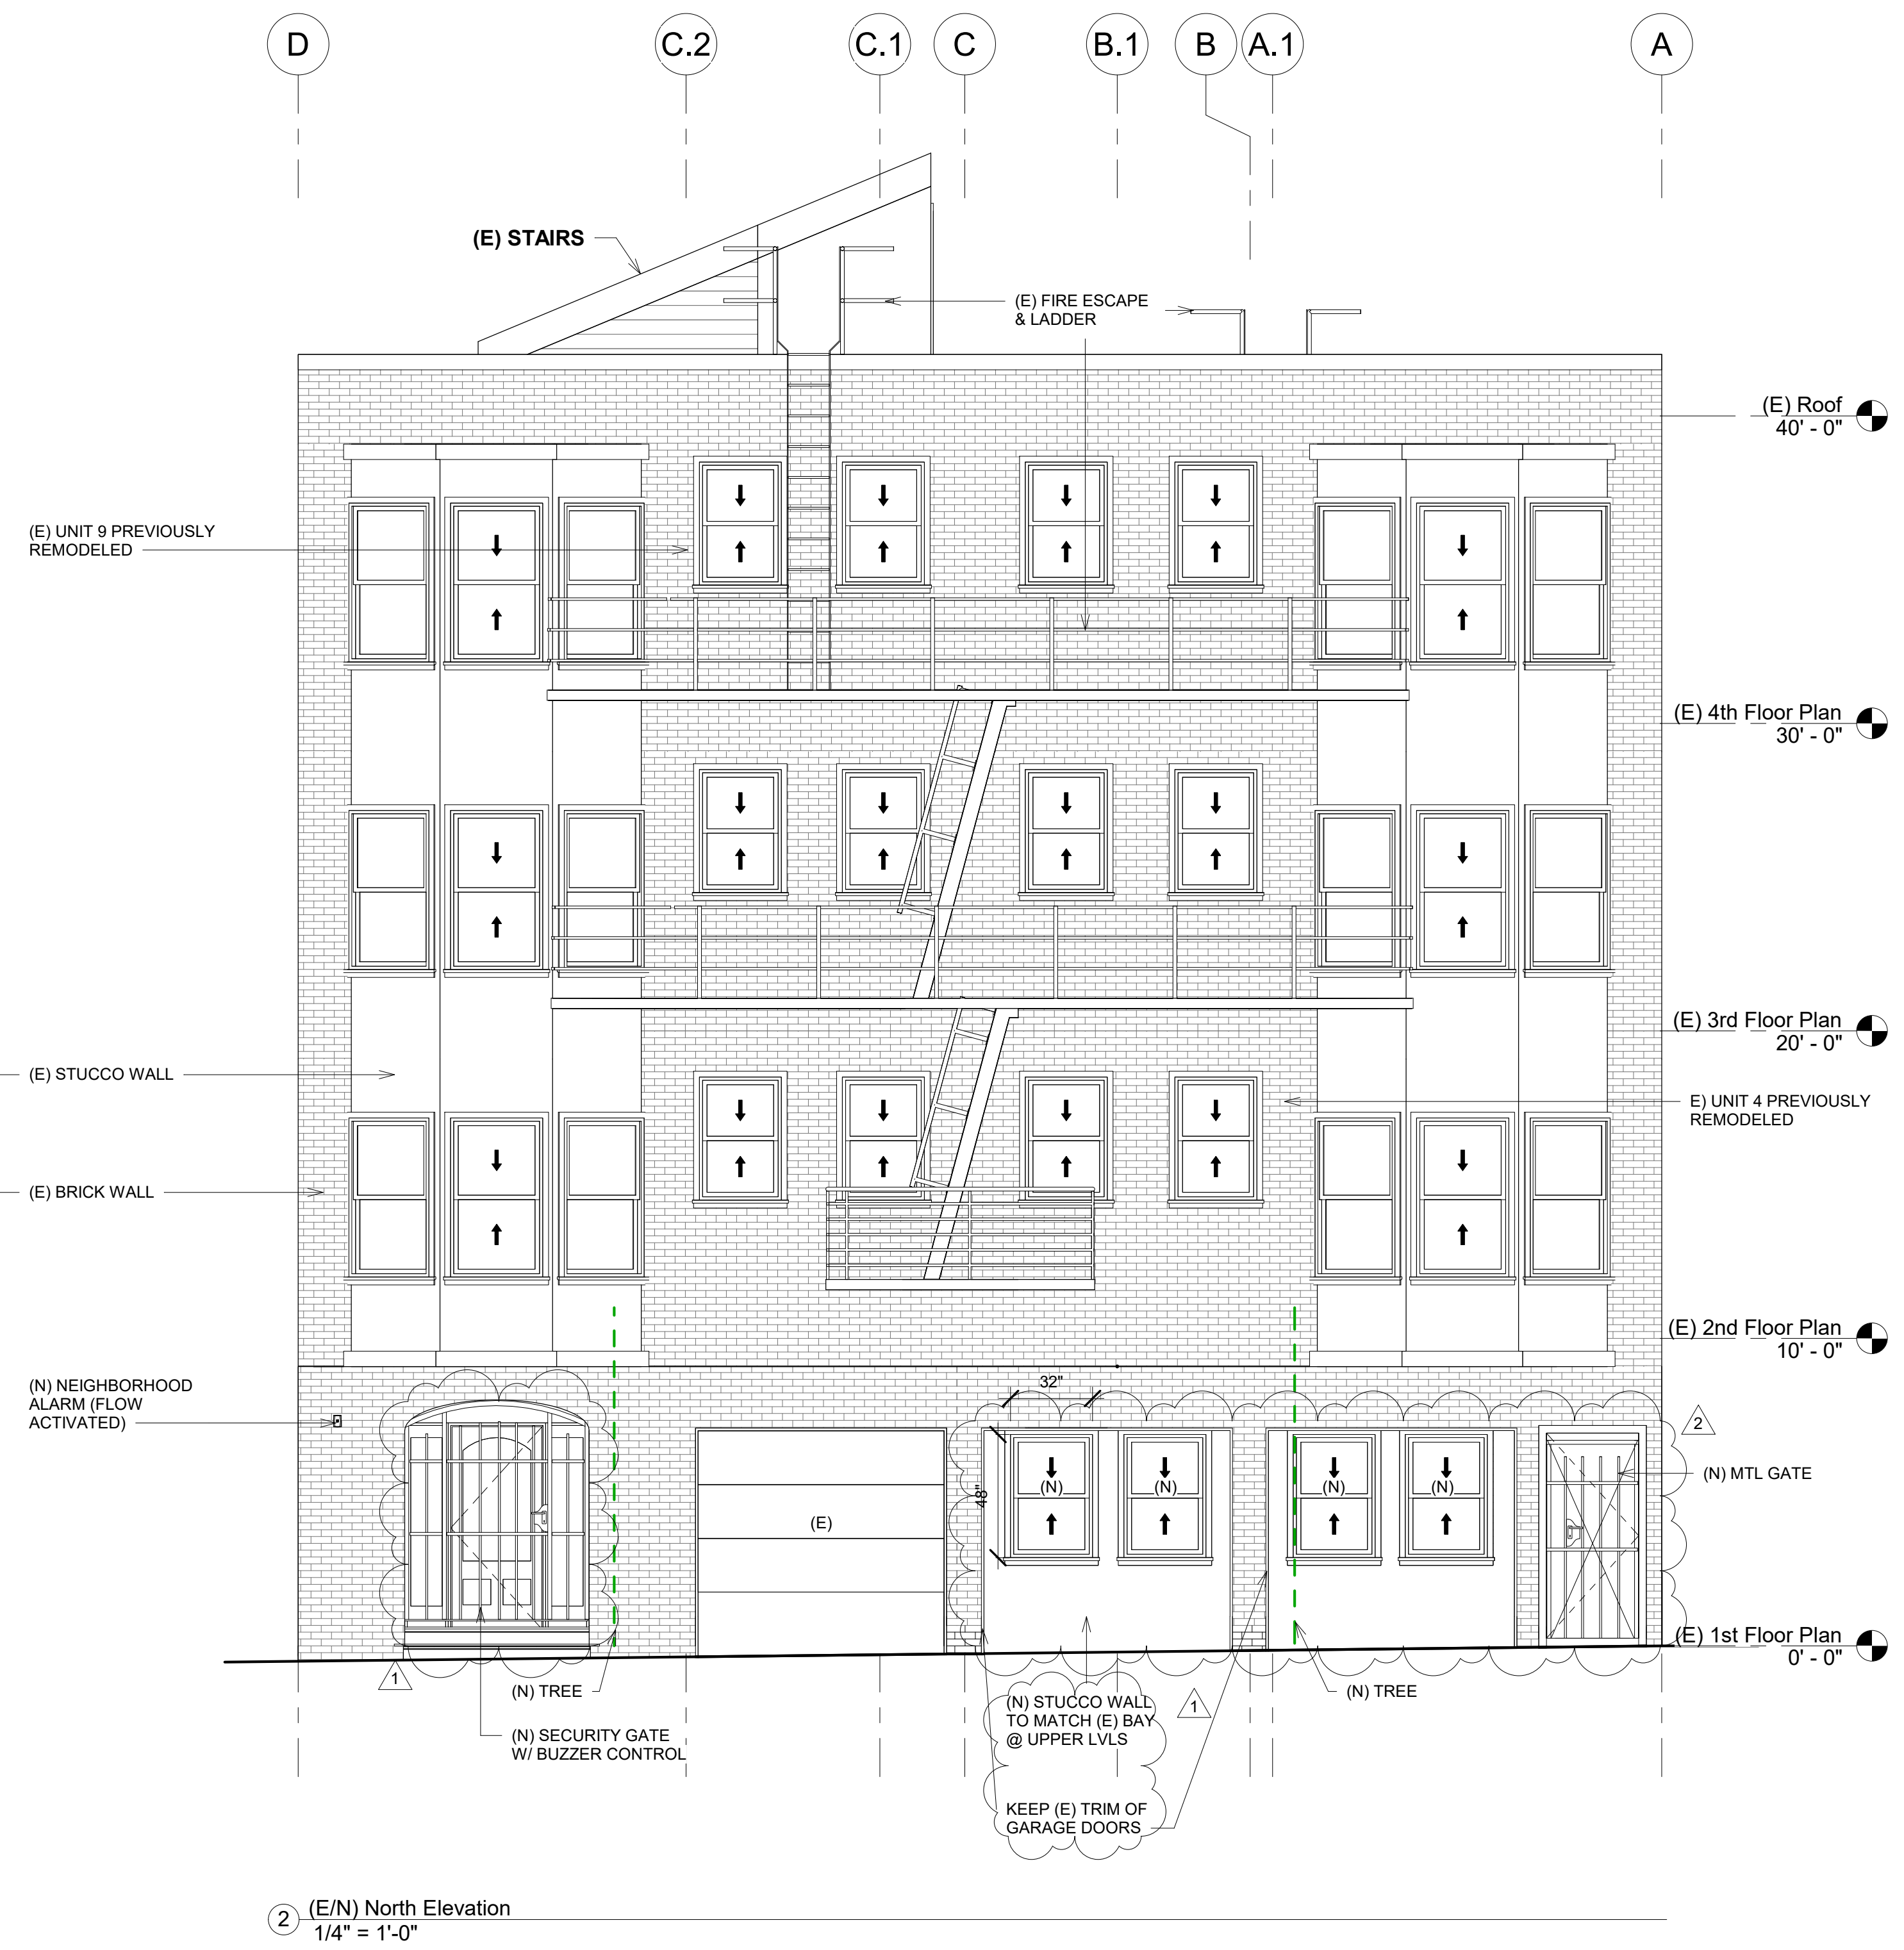 D
C.2
C.1
C
B.1
B
A.1
A
(E) STAIRS
(E) FIRE ESCAPE
& LADDER
(E) Roof
40' - 0"
(E) UNIT 9 PREVIOUSLY
REMODELED
(E) 4th Floor Plan
30' - 0"
(E) 3rd Floor Plan
20' - 0"
(E) STUCCO WALL
E) UNIT 4 PREVIOUSLY
REMODELED
(E) BRICK WALL
(E) 2nd Floor Plan
10' - 0"
(N) NEIGHBORHOOD
ALARM (FLOW
ACTIVATED)
32"
2
(N) MTL GATE
48"
(N)
(N)
(N)
(N)
(E)
(E) 1st Floor Plan
0' - 0"
1
(N) TREE
(N) SECURITY GATE
W/ BUZZER CONTROL
(N) STUCCO WALL
TO MATCH (E) BAY
@ UPPER LVLS
1
(N) TREE
KEEP (E) TRIM OF
GARAGE DOORS
2
(E/N) North Elevation
1/4" = 1'-0"